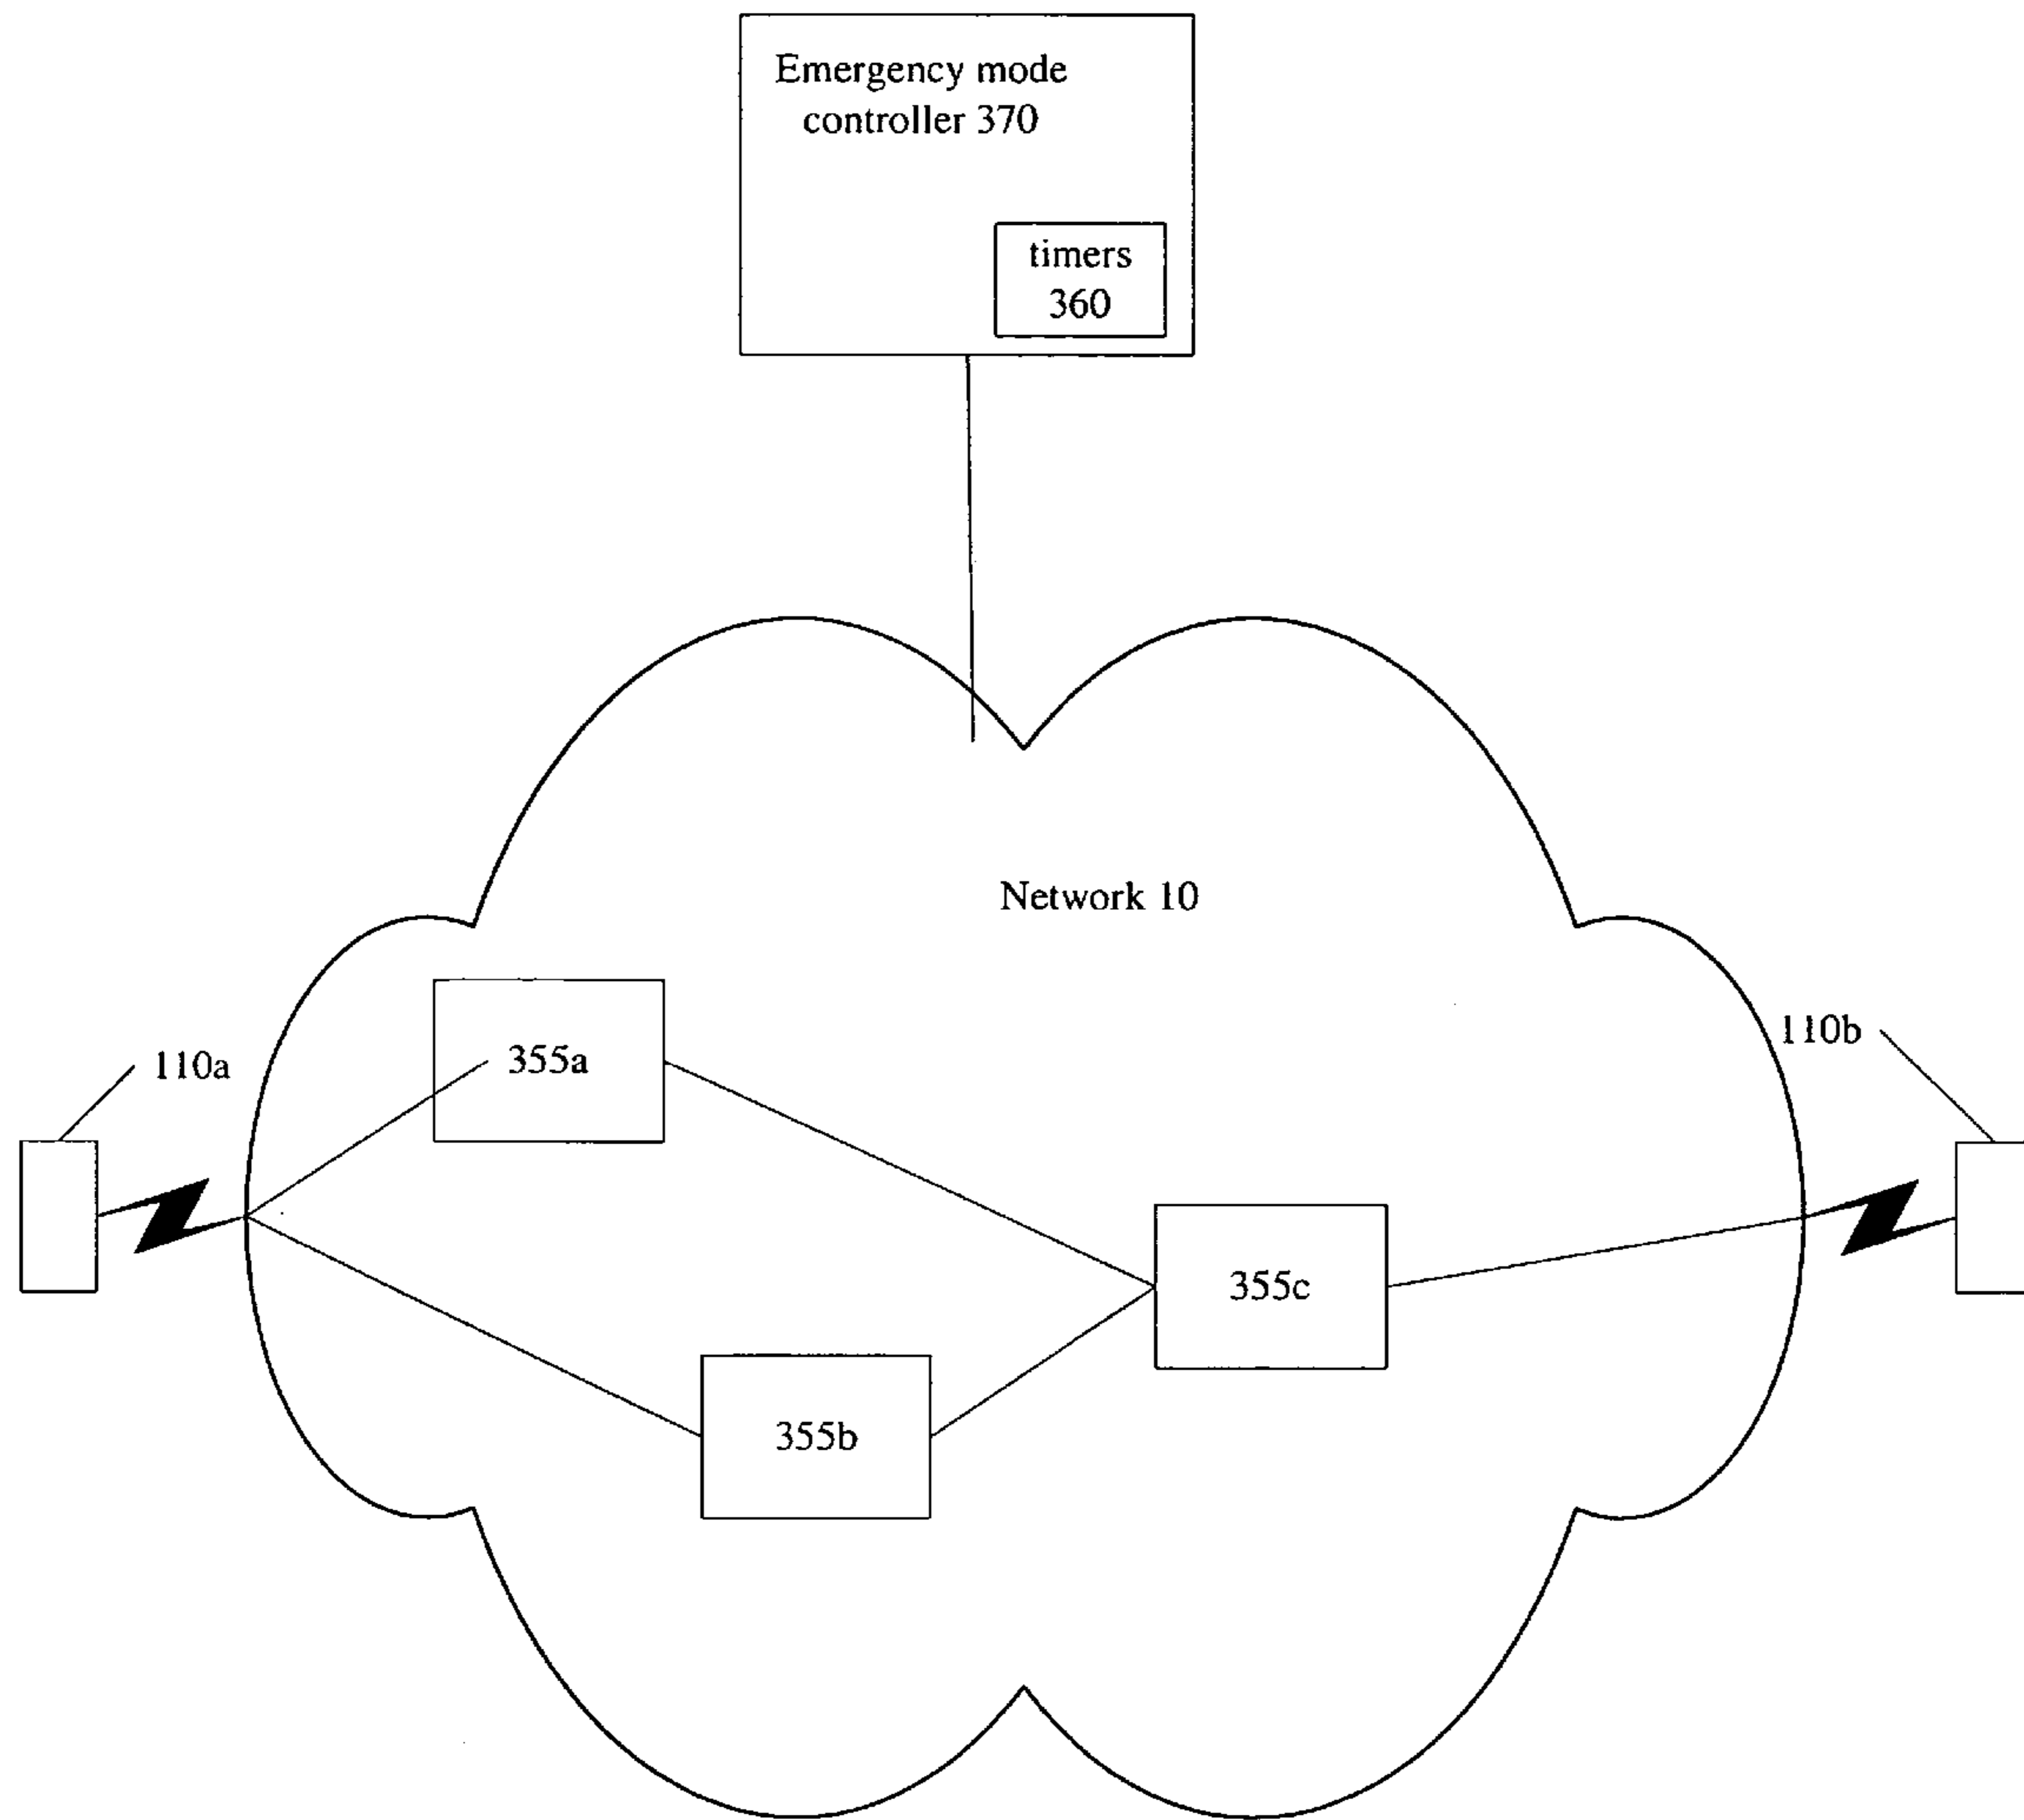 Emergency mode
controller 370
timers
360
Network 10
110b
110a
355a
355c
355b